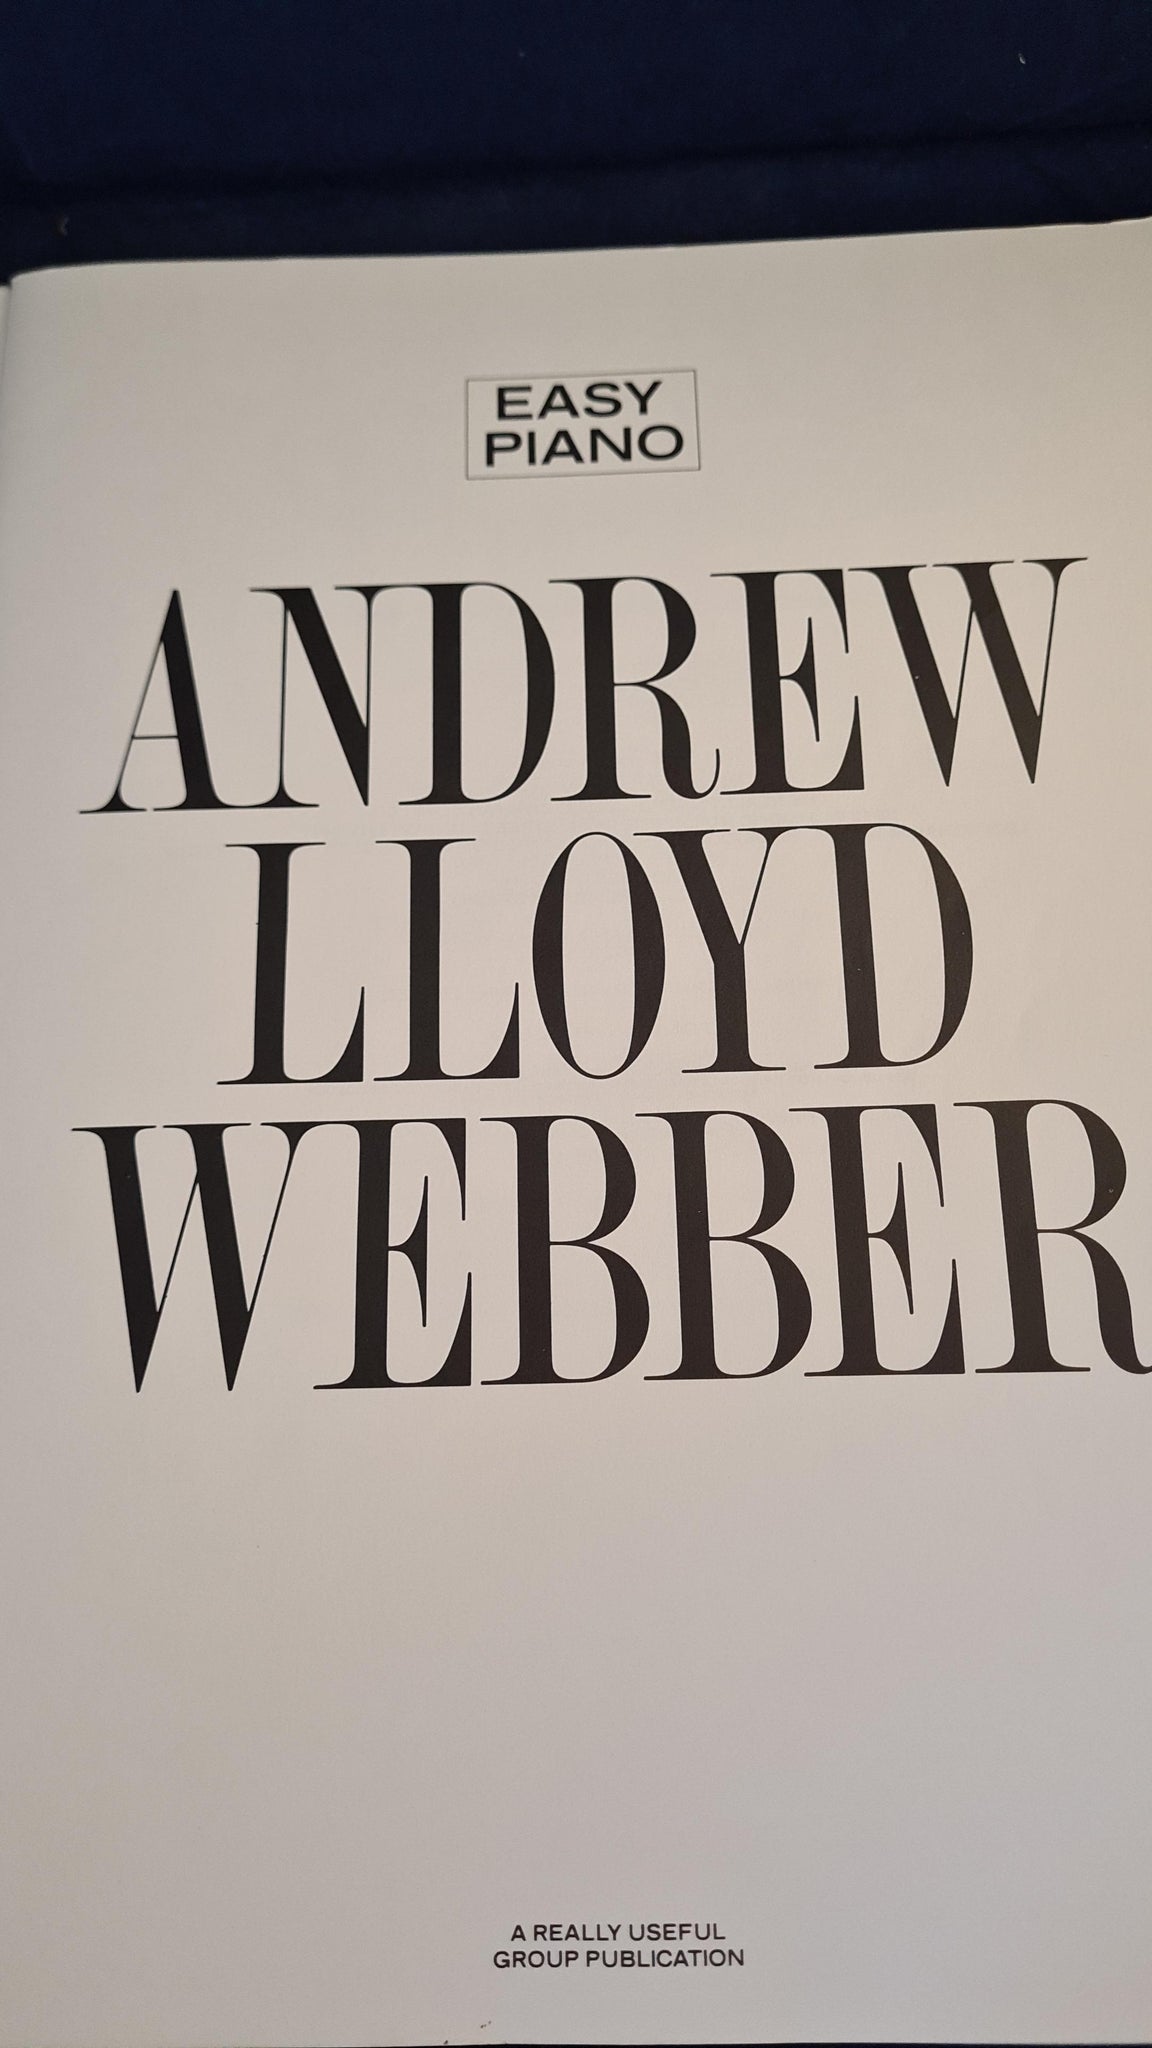 EASY
PIANO
ANDREW
LLOYD
WEBBER
A REALLY USEFUL
GROUP PUBLICATION